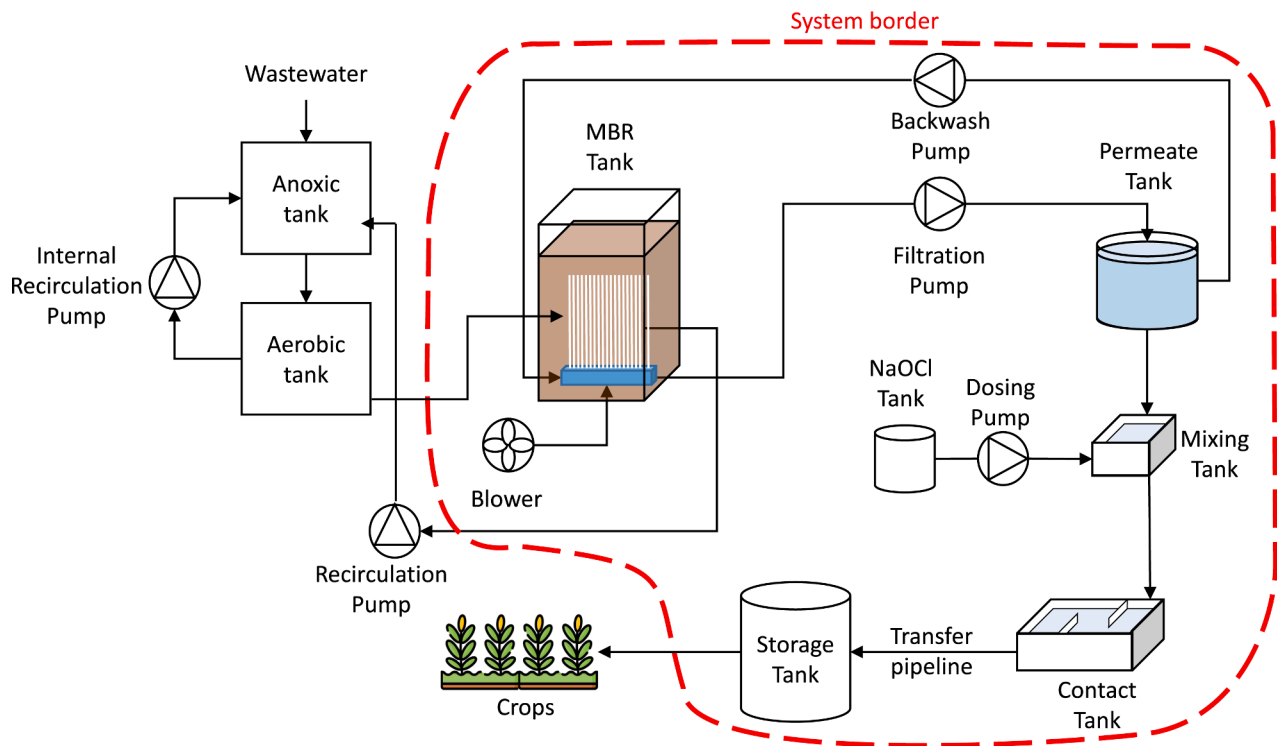 System border
Wastewater
MBR
Tank
Backwash
Pump
Permeate
Tank
Anoxic
tank
Internal
Recirculation
Pump
Filtration
Pump
Aerobic
tank
NaOCl
Tank
Dosing
Pump
Mixing
Tank
Blower
Recirculation
Pump
Storage
Tank
Transfer
pipeline
Contact
Tank
Crops